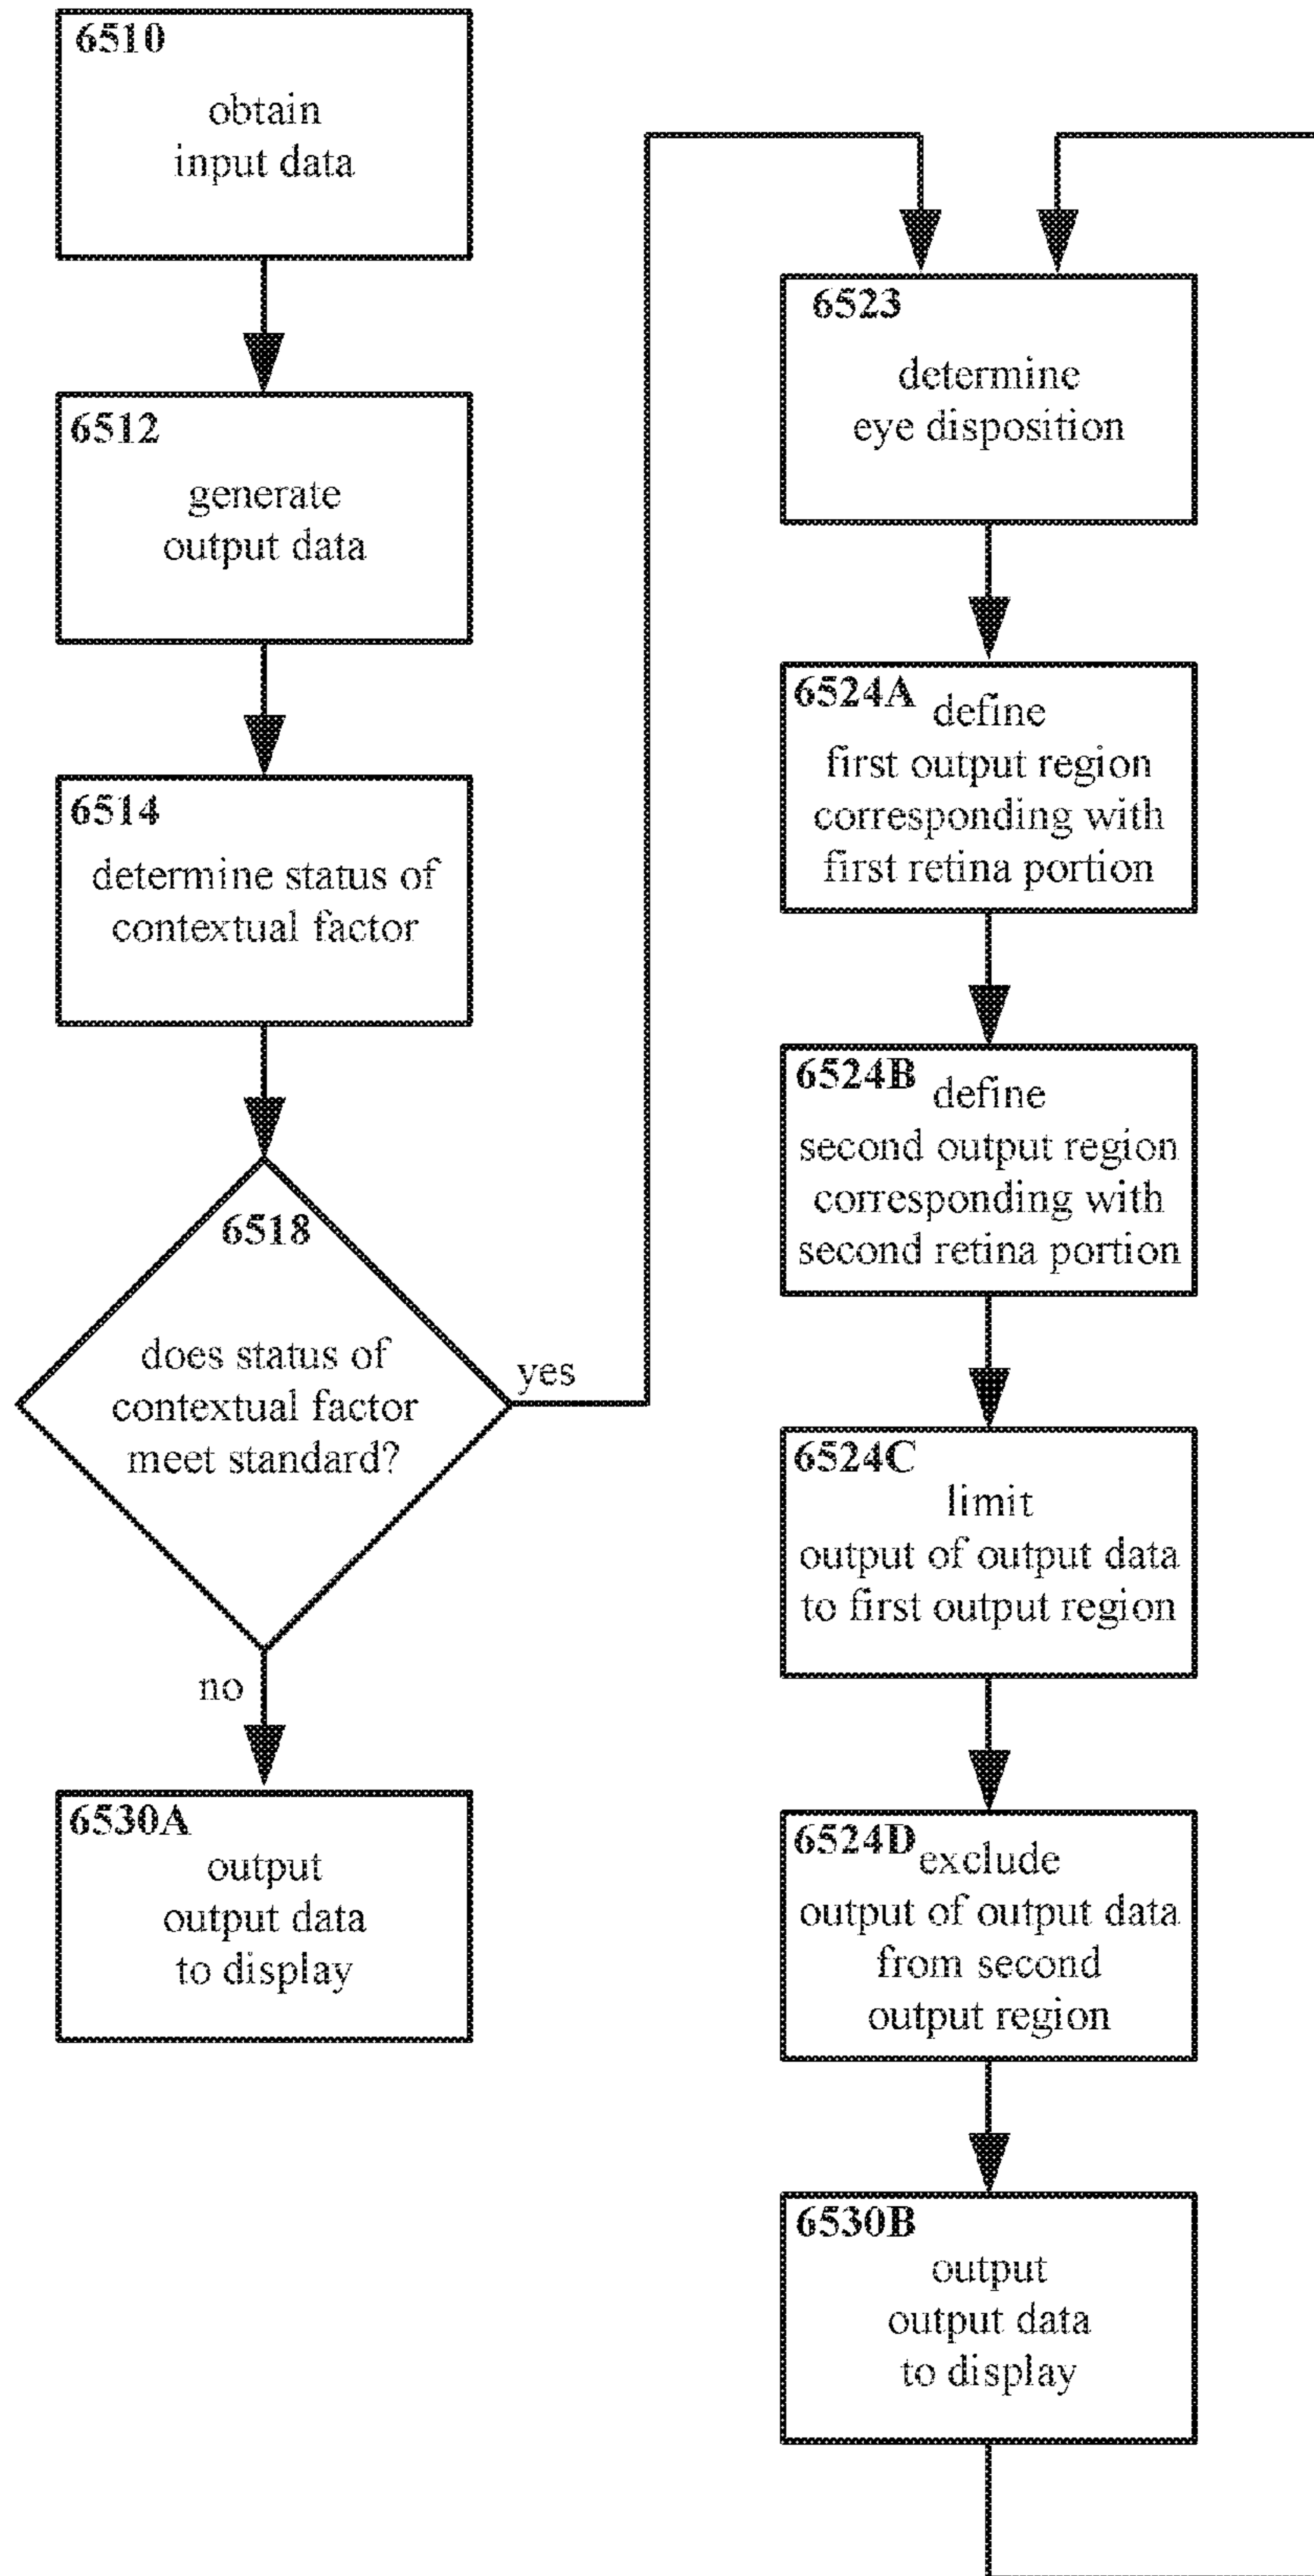 6510
obtain
input data
6512
generate
output data
6514
determine status of
contextual factor
6518
does status of
contextual factor
meet standard?
yes
no
6530A
output
output data
to display
6523
determine
eye disposition
6524A
define
first output region
corresponding with
first retina portion
6524B
define
second output region
corresponding with
second retina portion
6524C
limit
output of output data
to first output region
6524D
exclude
output of output data
from second
output region
6530B
output
output data
to display